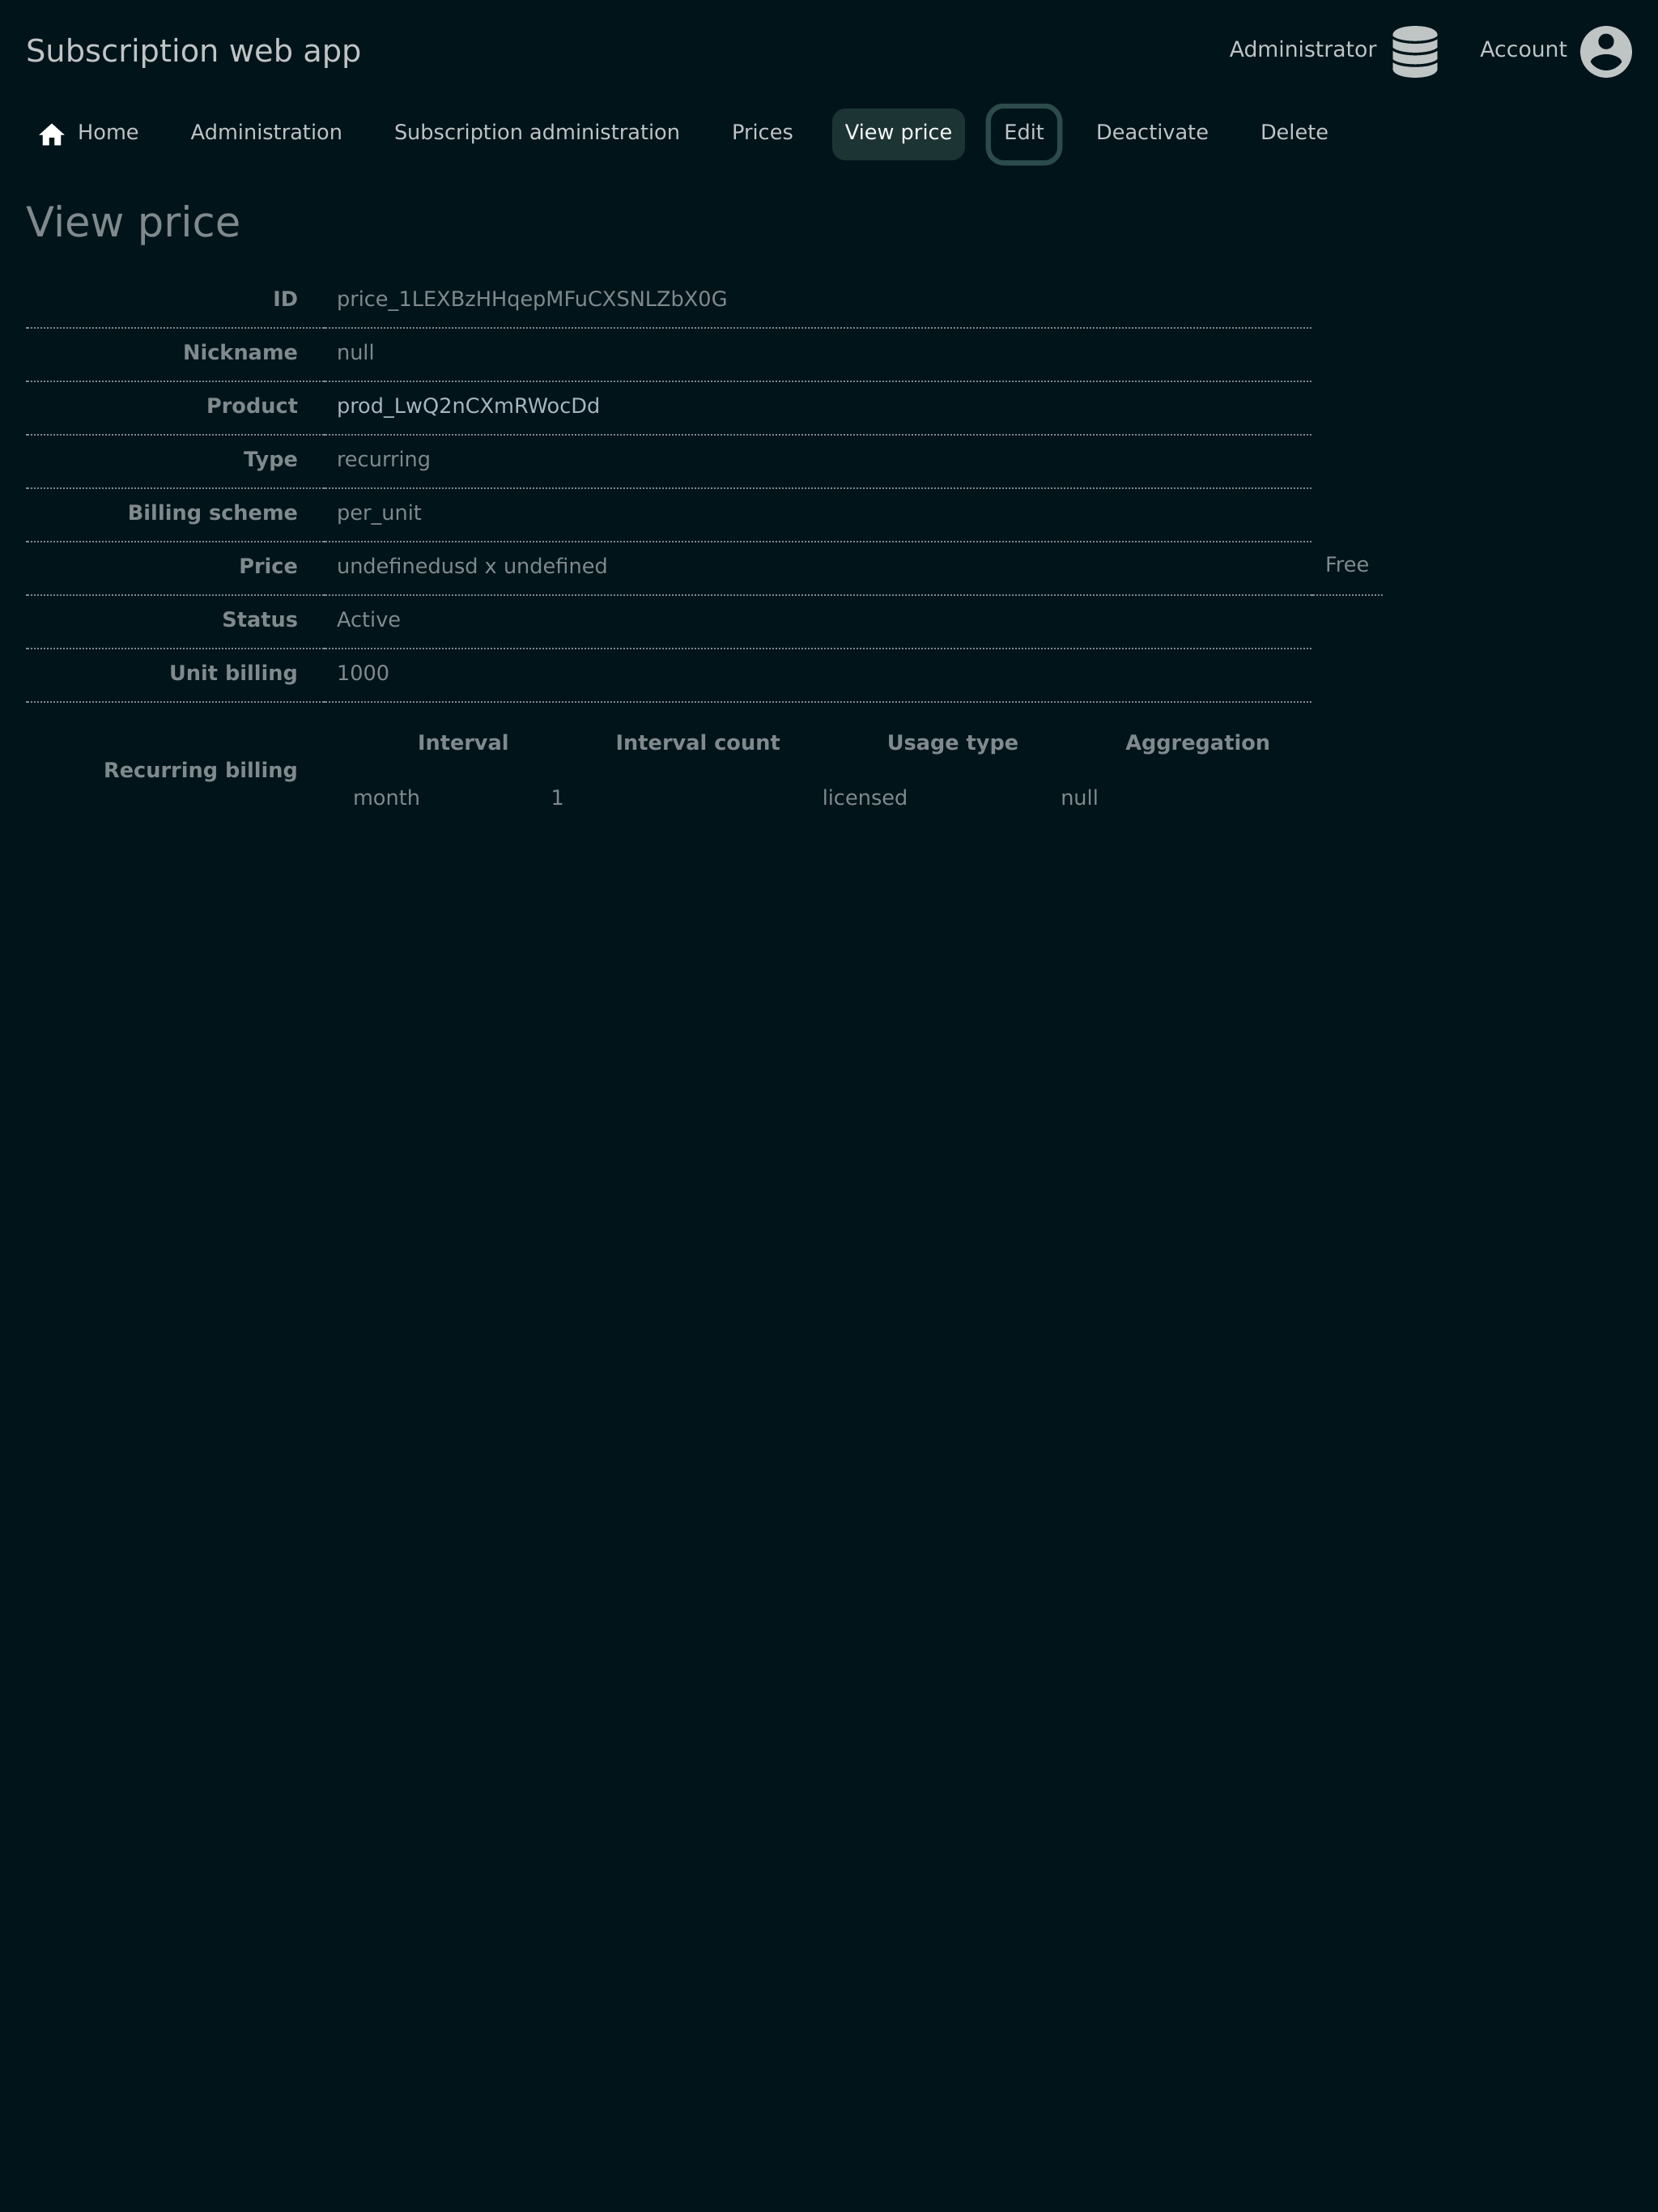 Subscription web app
Administrator
Account
Home
Administration
Subscription administration
Prices
View price
Edit
Deactivate
Delete
View price
ID price_1LEXBzHHqepMFuCXSNLZbX0G
Nickname null
Product prod_LwQ2nCXmRWocDd
Type recurring
Billing scheme per_unit
Price undefinedusd x undefined Free
Status Active
Unit billing 1000
Recurring billing
Interval Interval count Usage type Aggregation
month 1 licensed null